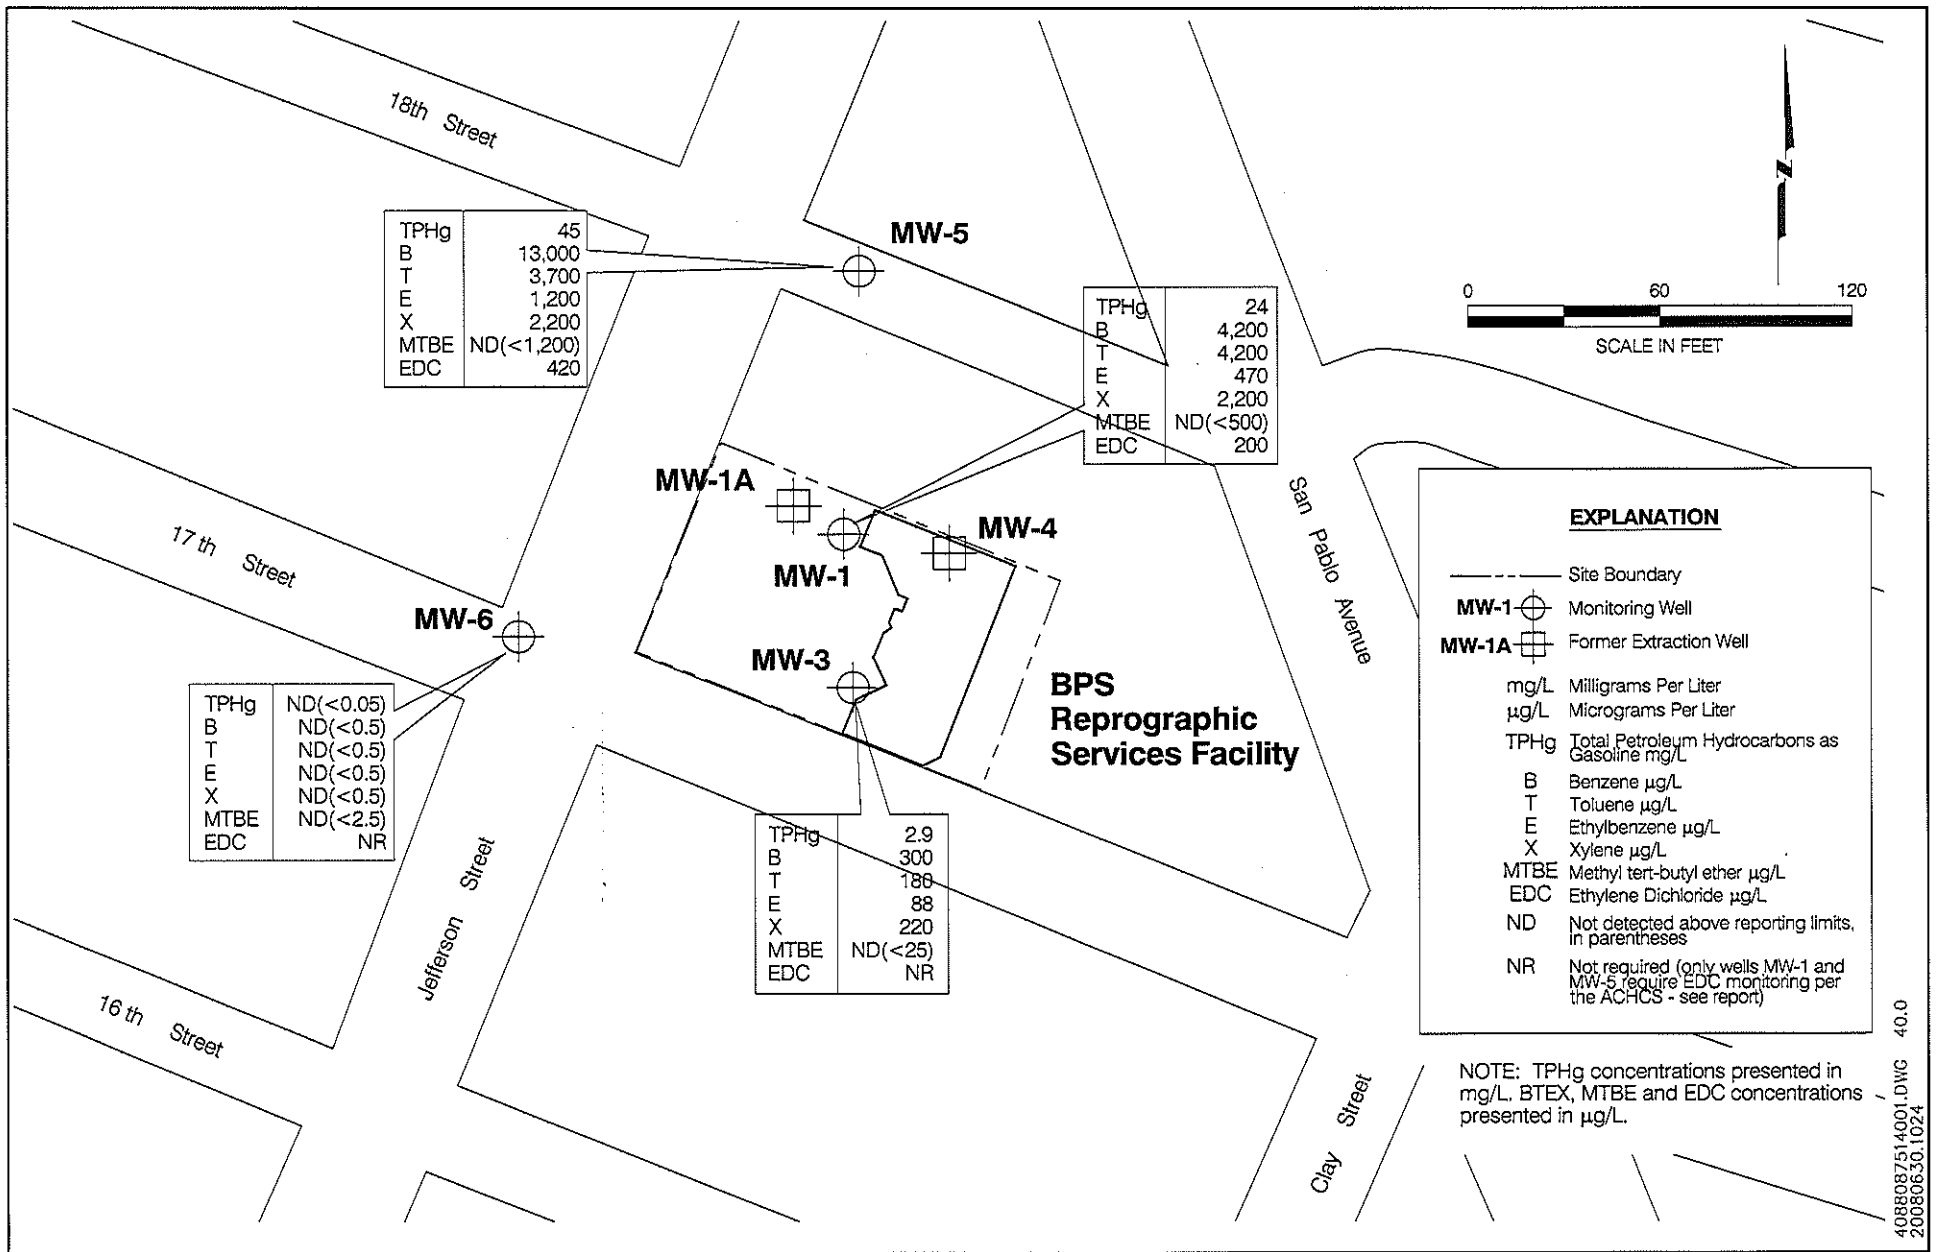 18th Street
MW-5
TPHg 45
B 13,000
T 3,700
E 1,200
X 2,200
MTBE ND(<1,200)
EDC 420
TPHg 24
B 4,200
T 4,200
E 470
X 2,200
MTBE ND(<500)
EDC 200
N
0 60 120
SCALE IN FEET
MW-1A
MW-4
MW-1
17 th Street
MW-6
MW-3
San Pablo Avenue
BPS
Reprographic
Services Facility
TPHg ND(<0.05)
B ND(<0.5)
T ND(<0.5)
E ND(<0.5)
X ND(<0.5)
MTBE ND(<2.5)
EDC NR
TPHg 2.9
B 300
T 180
E 88
X 220
MTBE ND(<25)
EDC NR
Jefferson Street
16 th Street
Clay Street
EXPLANATION
Site Boundary
MW-1 Monitoring Well
MW-1A Former Extraction Well
mg/L Milligrams Per Liter
µg/L Micrograms Per Liter
TPHg Total Petroleum Hydrocarbons as
Gasoline mg/L
B Benzene µg/L
T Toluene µg/L
E Ethylbenzene µg/L
X Xylene µg/L
MTBE Methyl tert-butyl ether µg/L
EDC Ethylene Dichloride µg/L
ND Not detected above reporting limits,
in parentheses
NR Not required (only wells MW-1 and
MW-5 require EDC monitoring per
the ACHCS - see report)
NOTE: TPHg concentrations presented in
mg/L. BTEX, MTBE and EDC concentrations
presented in µg/L.
4088087514001.DWG 40.0
20080630.1024